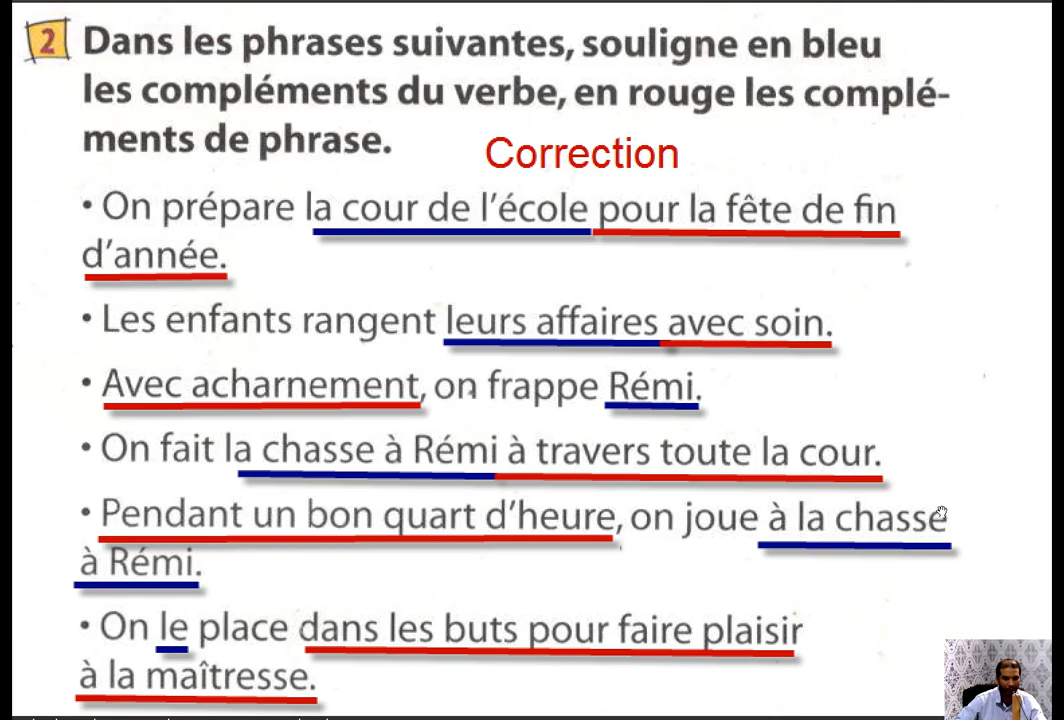 2 Dans les phrases suivantes, souligne en bleu
les compléments du verbe, en rouge les complé-
ments de phrase.
Correction
• On prépare la cour de l'école pour la fête de fin
d'année.
• Les enfants rangent leurs affaires avec soin.
• Avec acharnement, on frappe Rémi.
• On fait la chasse à Rémi à travers toute la cour.
• Pendant un bon quart d'heure, on joue à la chasse
à Rémi.
• On le place dans les buts pour faire plaisir
à la maîtresse.